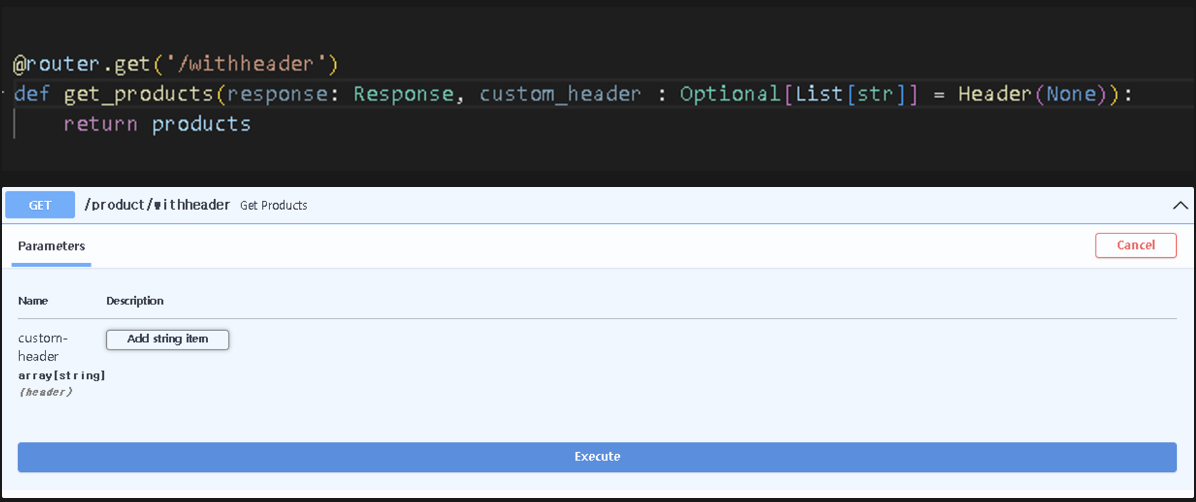 @router.get('/withheader')
def get_products(response: Response, custom_header : Optional[List[str]] = Header(None)):
    return products
GET /product/withheader Get Products
Parameters Cancel
Name Description
custom-
header
array[string]
(header)
Add string item
Execute